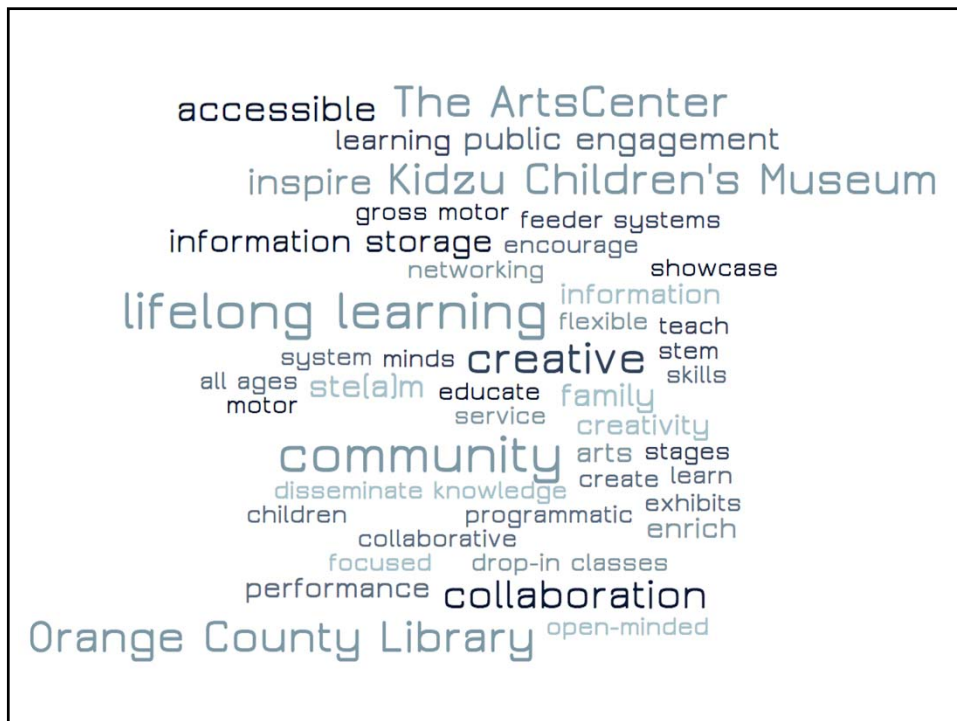 accessible The ArtsCenter
learning public engagement
inspire Kidzu Children's Museum
gross motor feeder systems
information storage encourage
networking showcase
lifelong learning information
flexible teach
system minds creative stem
skills
all ages ste(a)m educate family
motor
service creativity
community arts stages
create learn
disseminate knowledge exhibits
children programmatic enrich
collaborative
focused drop-in classes
performance collaboration
Orange County Library open-minded